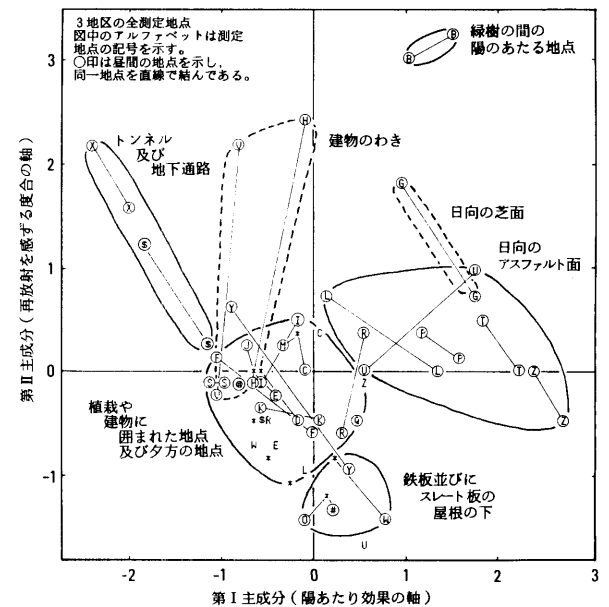 ３地区の全測定地点
図中のアルファベットは測定
地点の記号を示す。
○印は昼間の地点を示し,
同一地点を直線で結んである。
緑樹の間の
陽のあたる地点
トンネル
及び
地下通路
建物のわき
日向の芝面
日向の
アスファルト面
植栽や
建物に
囲まれた地点
及び夕方の地点
鉄板並びに
スレート板の
屋根の下
第Ⅱ主成分（再放射を感ずる度合の軸）
3
2
1
0
-1
-2
-1
0
1
2
3
第Ⅰ主成分（陽あたり効果の軸）
B
B
H
V
X
X
$
$
G
G
U
L
Y
I
J
H
C
C
R
P
P
T
T
Z
L
U
Z
Z
F
S
S
@
H
I
U
E
K
K
D
F
Q
R
$R
W
E
L
Y
O
#
W
U